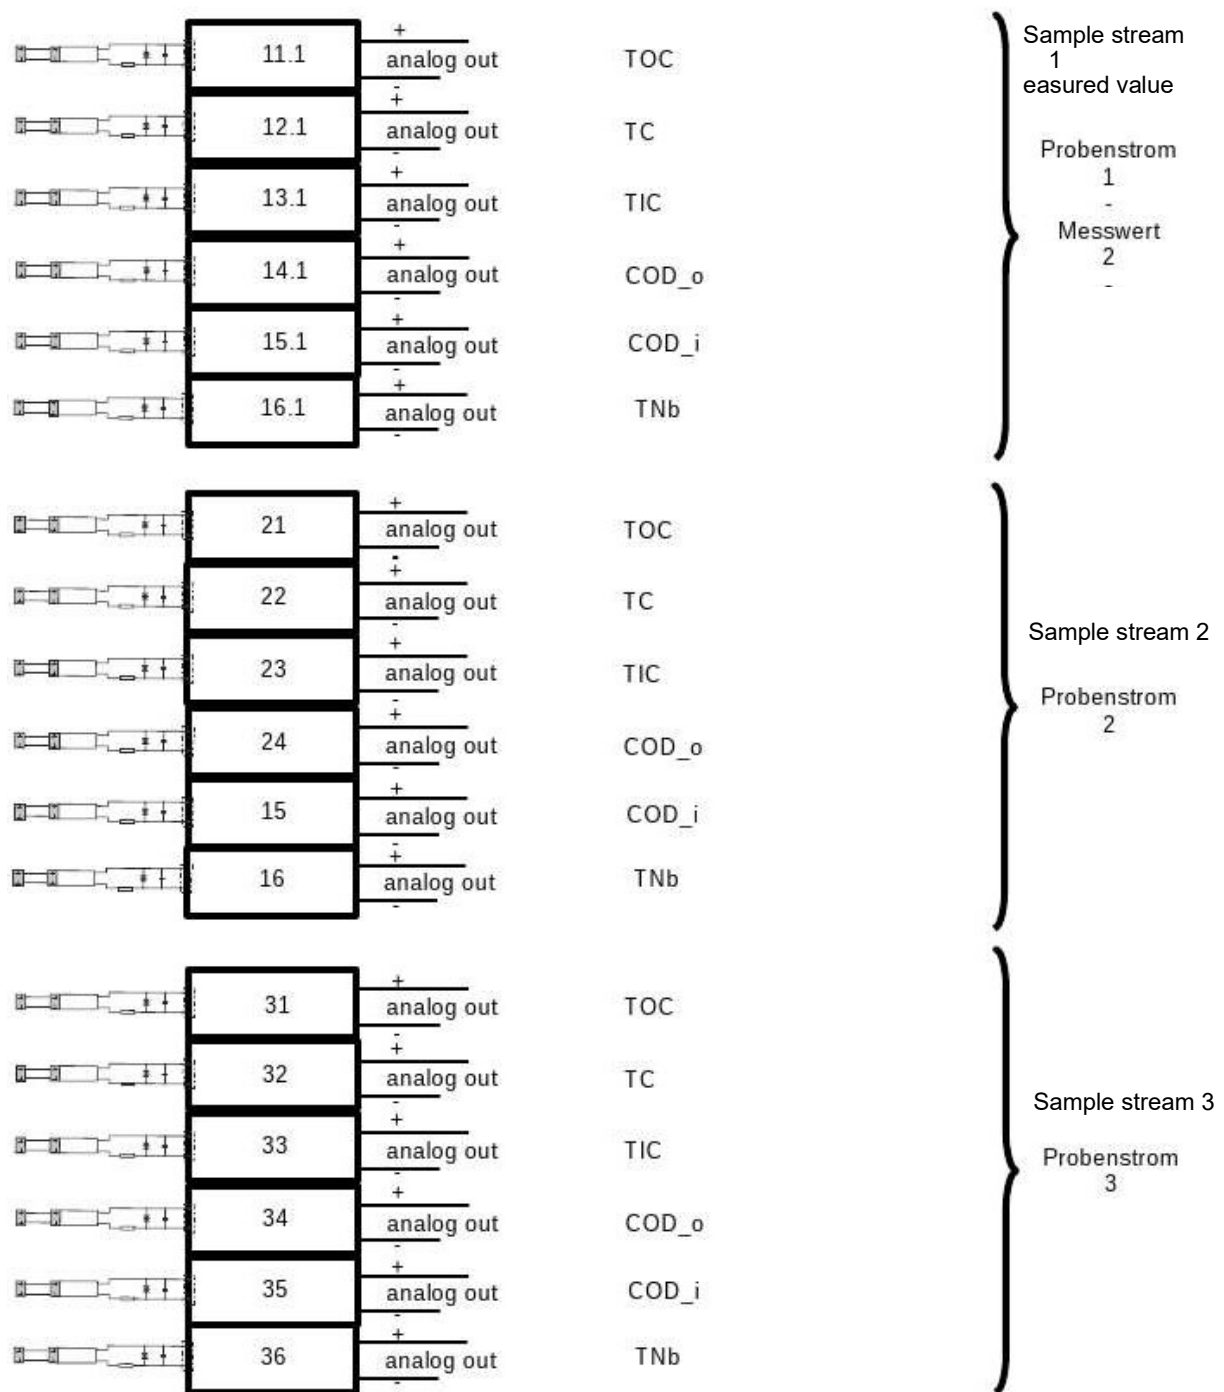 +
11.1 analog out TOC
-
+
12.1 analog out TC
-
+
13.1 analog out TIC
-
+
14.1 analog out COD_o
-
+
15.1 analog out COD_i
-
+
16.1 analog out TNb
-
Sample stream
1
easured value
Probenstrom
1
-
Messwert
2
-
+
21 analog out TOC
-
+
22 analog out TC
-
+
23 analog out TIC
-
+
24 analog out COD_o
-
+
15 analog out COD_i
-
+
16 analog out TNb
-
Sample stream 2
Probenstrom
2
+
31 analog out TOC
-
+
32 analog out TC
-
+
33 analog out TIC
-
+
34 analog out COD_o
-
+
35 analog out COD_i
-
+
36 analog out TNb
-
Sample stream 3
Probenstrom
3